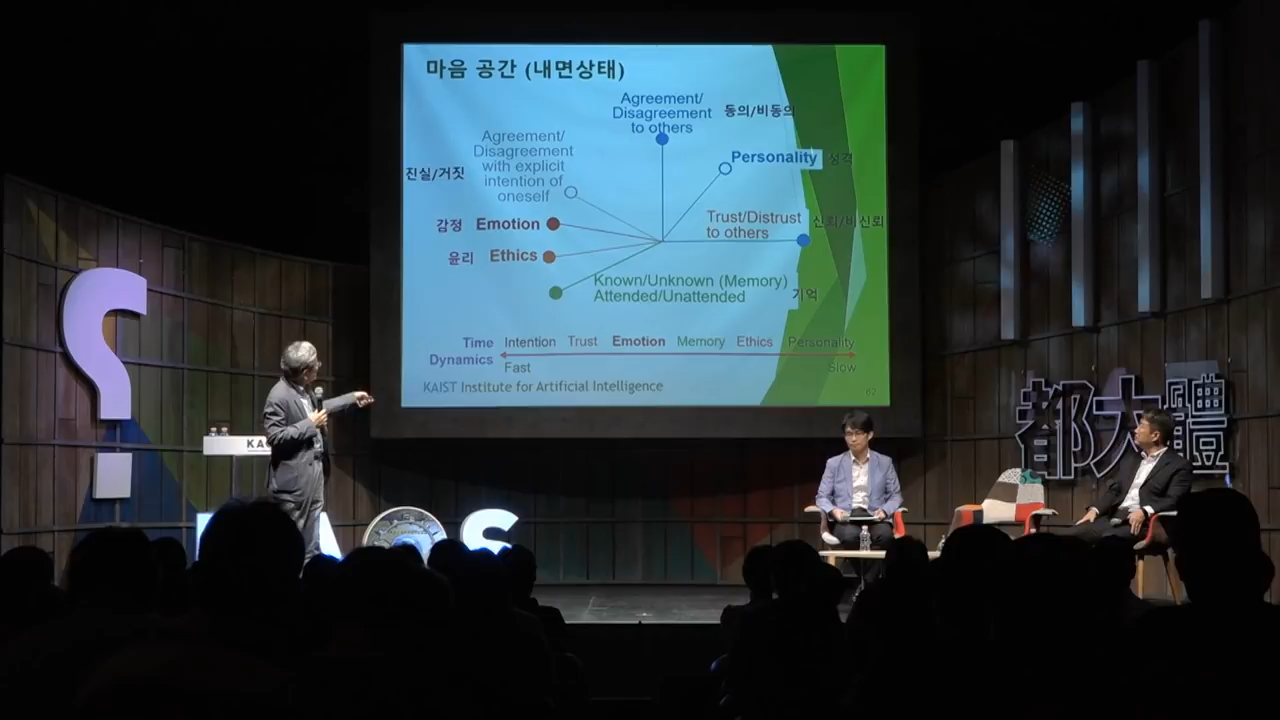 마음 공간 (내면상태)
Agreement/
Disagreement
to others
동의/비동의
Agreement/
Disagreement
with explicit
intention of
oneself
진실/거짓
Personality 성격
감정 Emotion
Trust/Distrust
to others
신뢰/비신뢰
윤리 Ethics
Known/Unknown (Memory)
Attended/Unattended
기억
Time
Dynamics
Intention Trust Emotion Memory Ethics Personality
Fast Slow
KAIST Institute for Artificial Intelligence
62
?
KA
都大體
S